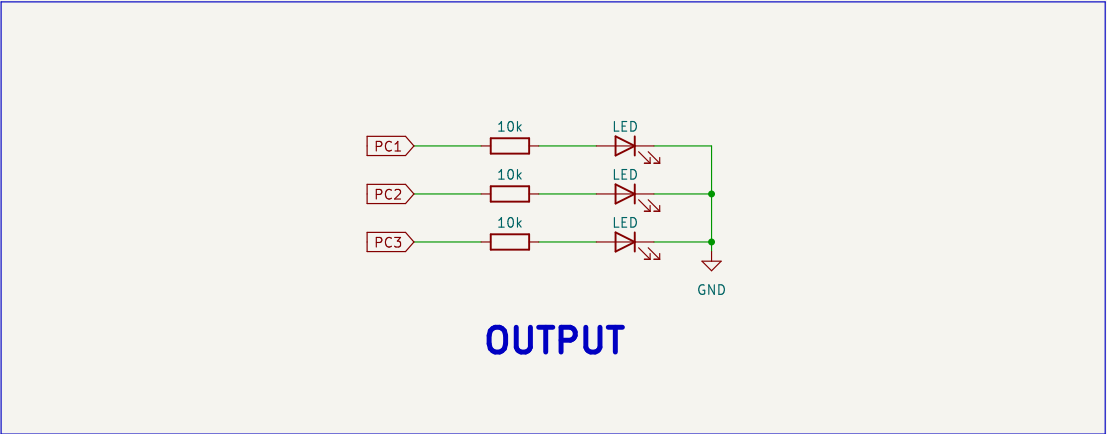 10k LED
PC1
10k LED
PC2
10k LED
PC3
GND
OUTPUT